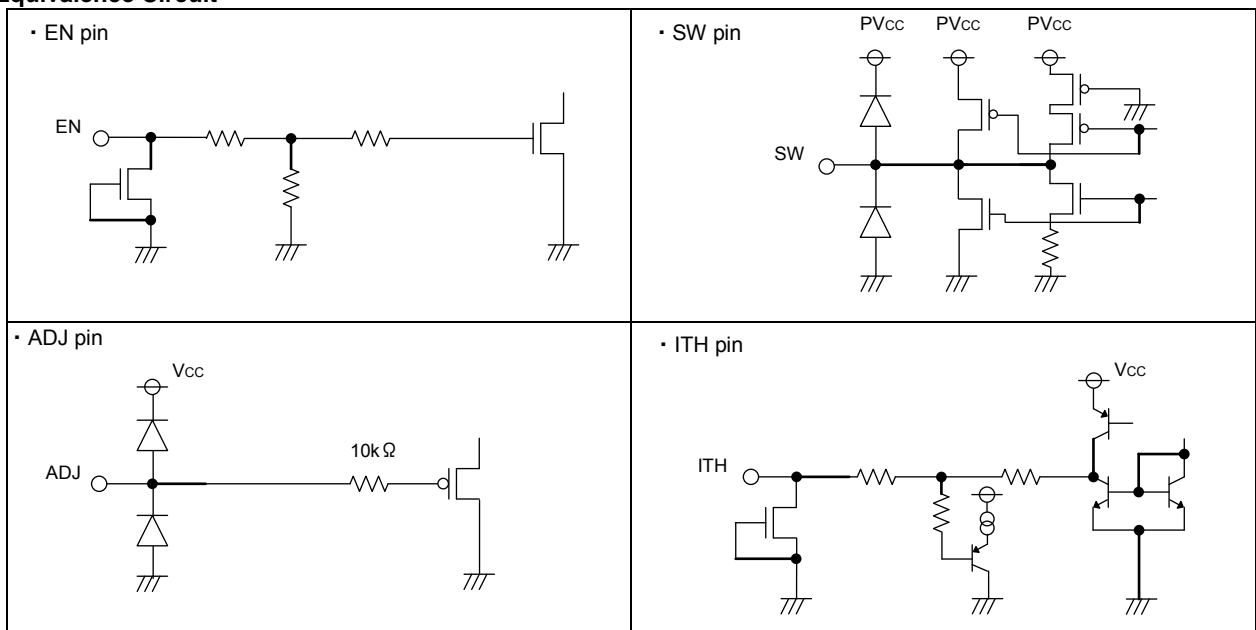 Equivalence Circuit
・EN pin
EN
・SW pin
PVCC PVCC PVCC
SW
・ADJ pin
VCC
10kΩ
ADJ
・ITH pin
VCC
ITH